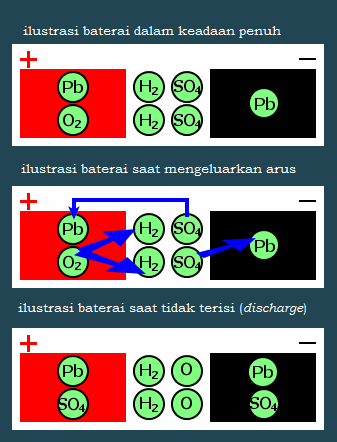 ilustrasi baterai dalam keadaan penuh
+ −
Pb H₂ SO₄ Pb
O₂ H₂ SO₄
ilustrasi baterai saat mengeluarkan arus
+ −
Pb H₂ SO₄ Pb
O₂ H₂ SO₄
ilustrasi baterai saat tidak terisi (discharge)
+ −
Pb H₂ O Pb
SO₄ H₂ O SO₄